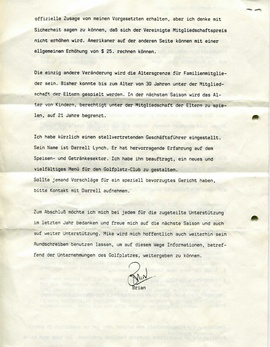 offizielle Zusage von meinen Vorgesetzten erhalten, aber ich denke mit
Sicherheit sagen zu können, daß sich der Vereinigte Mitgliedschaftspreis
nicht erhöhen wird. Amerikaner auf der anderen Seite können mit einer
allgemeinen Erhöhung von $ 25. rechnen können.
Die einzig andere Veränderung wird die Altersgrenze für Familienmitglie-
der sein. Bisher konnte bis zum Alter von 30 Jahren unter der Mitglied-
schaft der Eltern gespielt werden. In der nächsten Saison wird das Al-
ter von Kindern, berechtigt unter der Mitgliedschaft der Eltern zu spie-
len, auf 21 Jahre begrenzt.
Ich habe kürzlich einen stellvertretenden Geschäftsführer eingestellt.
Sein Name ist Darrell Lynch. Er hat hervorragende Erfahrung auf dem
Speisen- und Getränkesektor. Ich habe ihn beauftragt, ein neues und
vielfältiges Menü für den Golfplatz-Club zu gestalten.
Sollte jemand Vorschläge für ein speziell bevorzugtes Gericht haben,
bitte Kontakt mit Darrell aufnehmen.
Zum Abschluß möchte ich mich bei jedem für die zugeteilte Unterstützung
im letzten Jahr bedanken und freue mich auf die nächste Saison und auch
auf weiter Unterstützung. Mike wird mich hoffentlich auch weiterhin sein
Rundschreiben benutzen lassen, um auf diesem Wege Informationen, betref-
fend der Unternehmungen des Golfplatzes, weitergeben zu können.
Brian